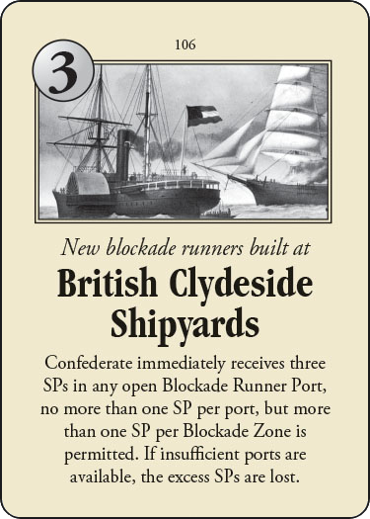 106
3
New blockade runners built at
British Clydeside
Shipyards
Confederate immediately receives three
SPs in any open Blockade Runner Port,
no more than one SP per port, but more
than one SP per Blockade Zone is
permitted. If insufficient ports are
available, the excess SPs are lost.